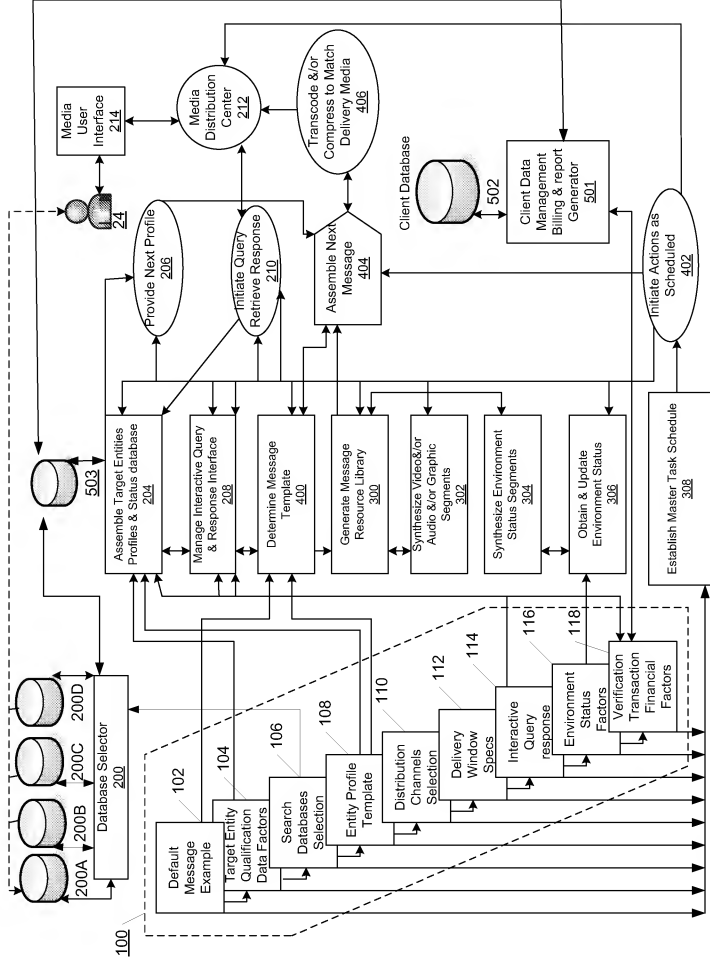 100
Default
Message
Example
102
Target Entity
Qualification
Data Factors
104
Search
Databases
Selection
106
Entity Profile
Template
108
Distribution
Channels
Selection
110
Delivery
Window
Specs
112
Interactive
Query
response
114
Environment
Status
Factors
116
Verification
Transaction
Financial
Factors
118
200A
200B
200C
200D
Database Selector
200
503
Assemble Target Entities
Profiles & Status database
204
Manage Interactive Query
& Response Interface
208
Determine Message
Template
400
Generate Message
Resource Library
300
Synthesize Video&/or
Audio &/or Graphic
Segments
302
Synthesize Environment
Status Segments
304
Obtain & Update
Environment Status
306
Establish Master Task Schedule
308
24
Media
User
Interface
214
Provide Next Profile
206
Initiate Query
Retrieve Response
210
Media
Distribution
Center
212
Assemble Next
Message
404
Transcode &/or
Compress to Match
Delivery Media
406
Client Database
502
Client Data
Management
Billing & report
Generator
501
Initiate Actions as
Scheduled
402